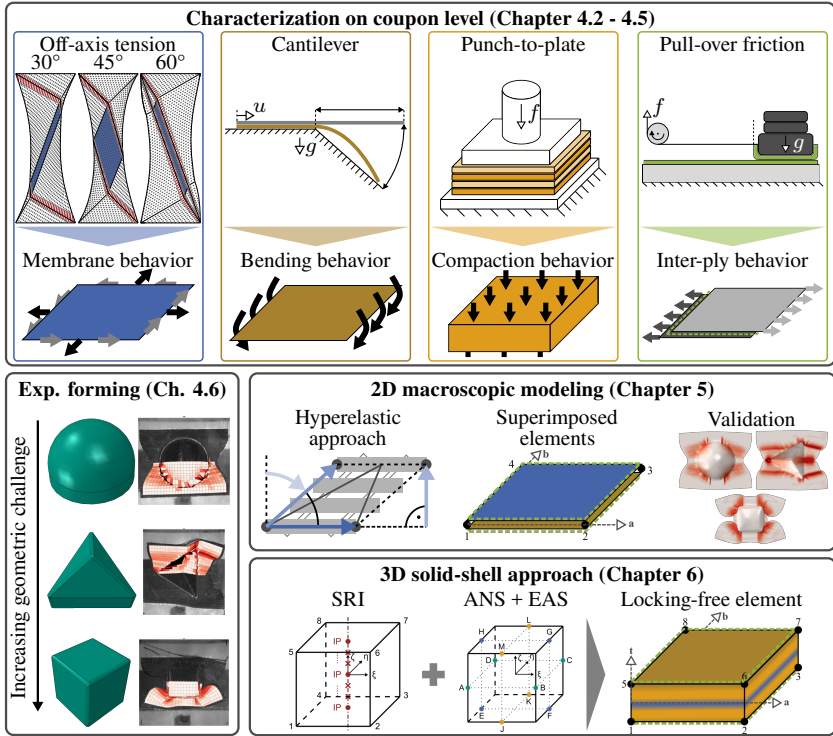 Characterization on coupon level (Chapter 4.2 - 4.5)
Off-axis tension
30° 45° 60°
Membrane behavior
Cantilever
u
g
Bending behavior
Punch-to-plate
f
Compaction behavior
Pull-over friction
f
g
Inter-ply behavior
Exp. forming (Ch. 4.6)
Increasing geometric challenge
2D macroscopic modeling (Chapter 5)
Hyperelastic
approach
Superimposed
elements
4 b
3
a
1 2
Validation
3D solid-shell approach (Chapter 6)
SRI
8 7
IP
5 6
IP
ζ η
ξ
4 3
IP
1 2
ANS + EAS
L
H G
M
D C
ζ η
ξ
A B
K
E F
J
Locking-free element
8 b 7
t
5 6
3
a
1 2